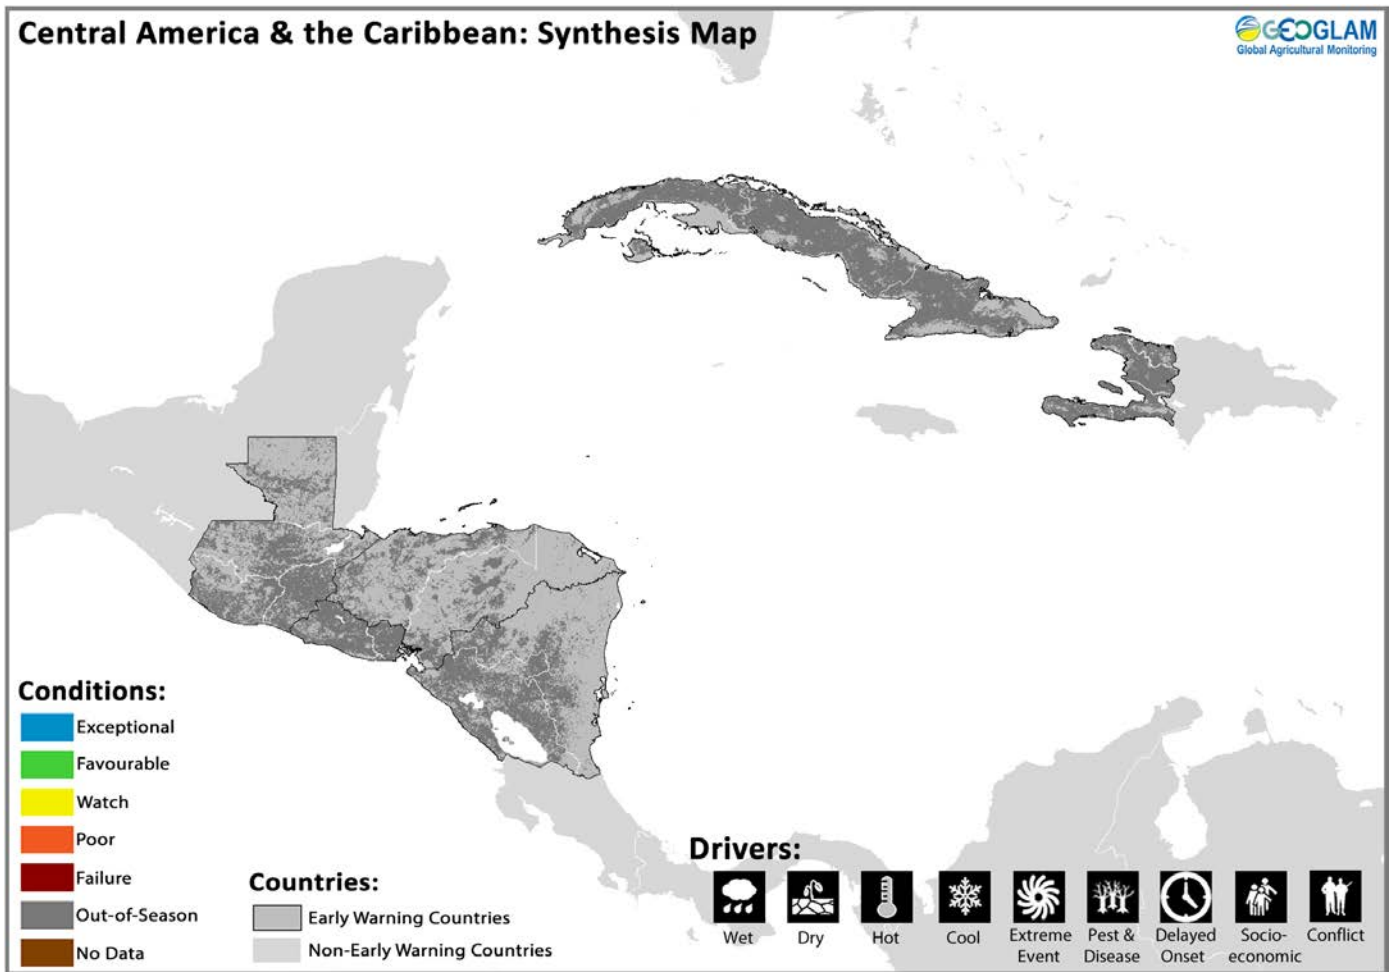 Central America & the Caribbean: Synthesis Map
GEOGLAM
Global Agricultural Monitoring
Conditions:
Exceptional
Favourable
Watch
Poor
Failure
Out-of-Season
No Data
Countries:
Early Warning Countries
Non-Early Warning Countries
Drivers:
Wet
Dry
Hot
Cool
Extreme
Event
Pest &
Disease
Delayed
Onset
Socio-
economic
Conflict